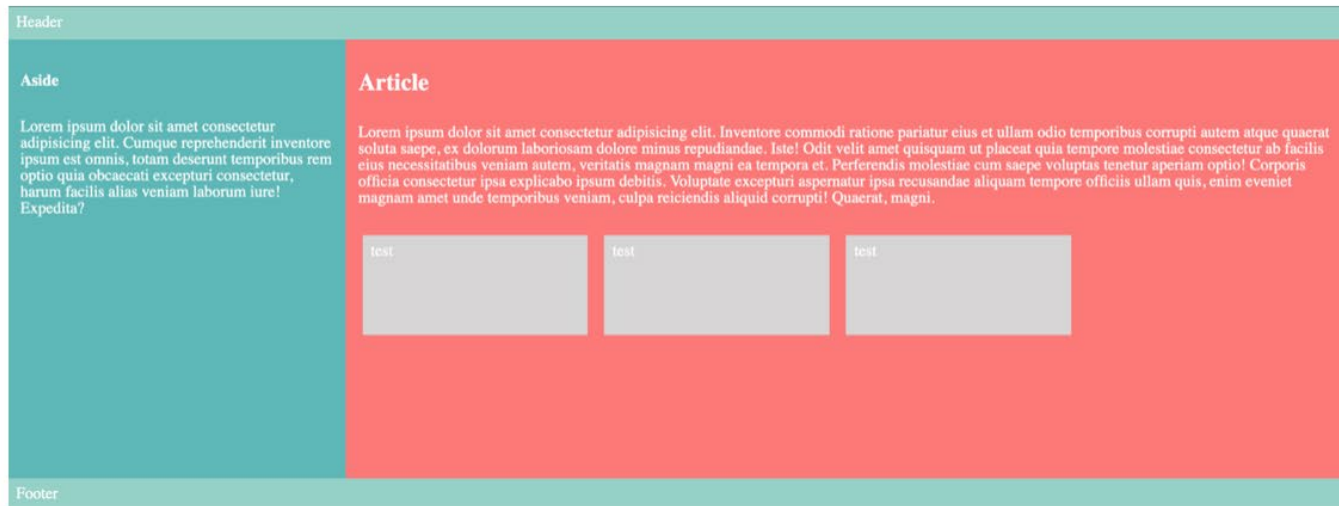 Header
Aside
Lorem ipsum dolor sit amet consectetur
adipisicing elit. Cumque reprehenderit inventore
ipsum est omnis, totam deserunt temporibus rem
optio quia obcaecati excepturi consectetur,
harum facilis alias veniam laborum iure!
Expedita?
Article
Lorem ipsum dolor sit amet consectetur adipisicing elit. Inventore commodi ratione pariatur eius et ullam odio temporibus corrupti autem atque quaerat
soluta saepe, ex dolorum laboriosam dolore minus repudiandae. Iste! Odit velit amet quisquam ut placeat quia tempore molestiae consectetur ab facilis
eius necessitatibus veniam autem, veritatis magnam magni ea tempora et. Perferendis molestiae cum saepe voluptas tenetur aperiam optio! Corporis
officia consectetur ipsa explicabo ipsum debitis. Voluptate excepturi aspernatur ipsa recusandae aliquam tempore officiis ullam quis, enim eveniet
magnam amet unde temporibus veniam, culpa reiciendis aliquid corrupti! Quaerat, magni.
test
test
test
Footer